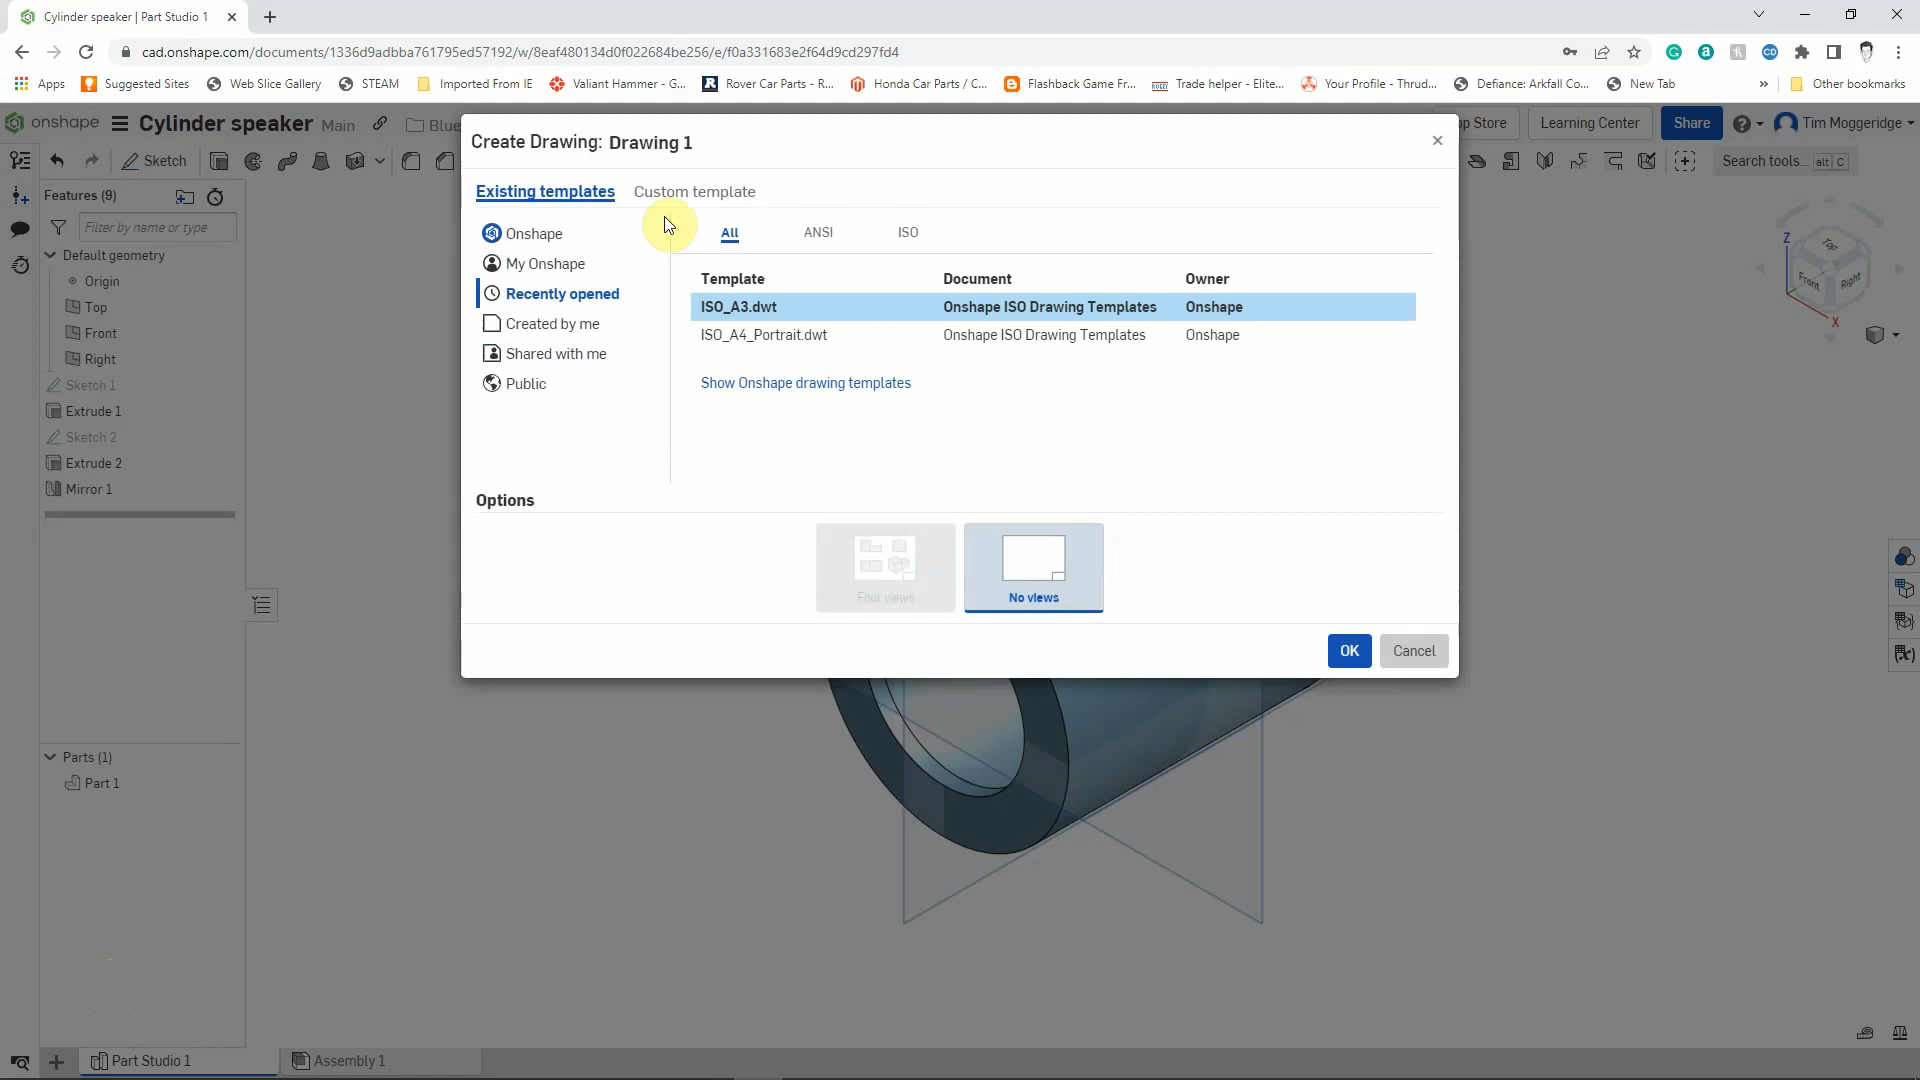 Cylinder speaker | Part Studio 1
cad.onshape.com/documents/1336d9adbba761795ed57192/w/8eaf480134d0f022684be256/e/f0a331683e2f64d9cd297fd4
Apps Suggested Sites Web Slice Gallery STEAM Imported From IE Valiant Hammer - G... Rover Car Parts - R... Honda Car Parts / C... Flashback Game Fr... Trade helper - Elite... Your Profile - Thrud... Defiance: Arkfall Co... New Tab » Other bookmarks
onshape Cylinder speaker Main Blue
p Store Learning Center Share Tim Moggeridge
Sketch
Search tools... alt C
Features (9)
Filter by name or type
Default geometry
Origin
Top
Front
Right
Sketch 1
Extrude 1
Sketch 2
Extrude 2
Mirror 1
Parts (1)
Part 1
Create Drawing: Drawing 1
Existing templates Custom template
Onshape
My Onshape
Recently opened
Created by me
Shared with me
Public
All ANSI ISO
Template Document Owner
ISO_A3.dwt Onshape ISO Drawing Templates Onshape
ISO_A4_Portrait.dwt Onshape ISO Drawing Templates Onshape
Show Onshape drawing templates
Options
Four views No views
OK Cancel
Z
Top
Front Right
X
Part Studio 1 Assembly 1